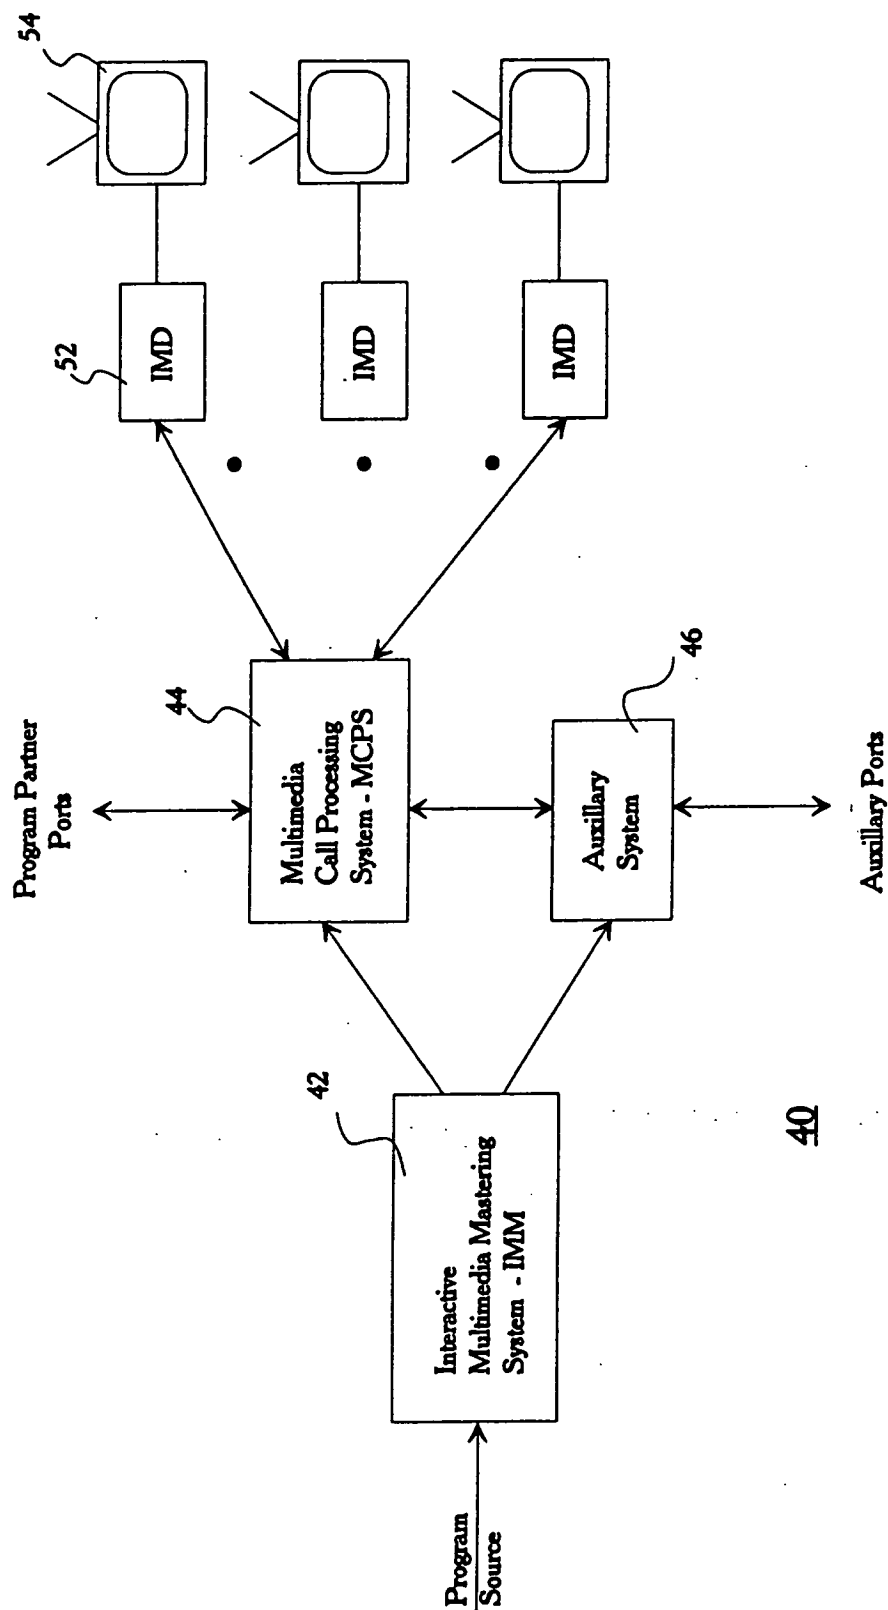 Program
Source
Interactive
Multimedia Mastering
System - IMM
42
Program Partner
Ports
Multimedia
Call Processing
System - MCPS
44
Auxillary
System
46
Auxillary Ports
IMD
52
IMD
IMD
54
40